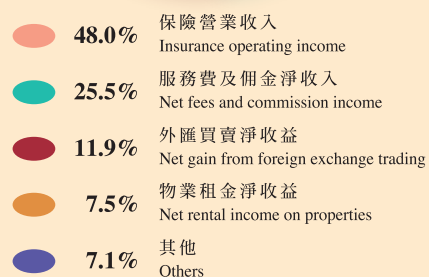 48.0% 保險營業收入
Insurance operating income
25.5% 服務費及佣金淨收入
Net fees and commission income
11.9% 外匯買賣淨收益
Net gain from foreign exchange trading
7.5% 物業租金淨收益
Net rental income on properties
7.1% 其他
Others